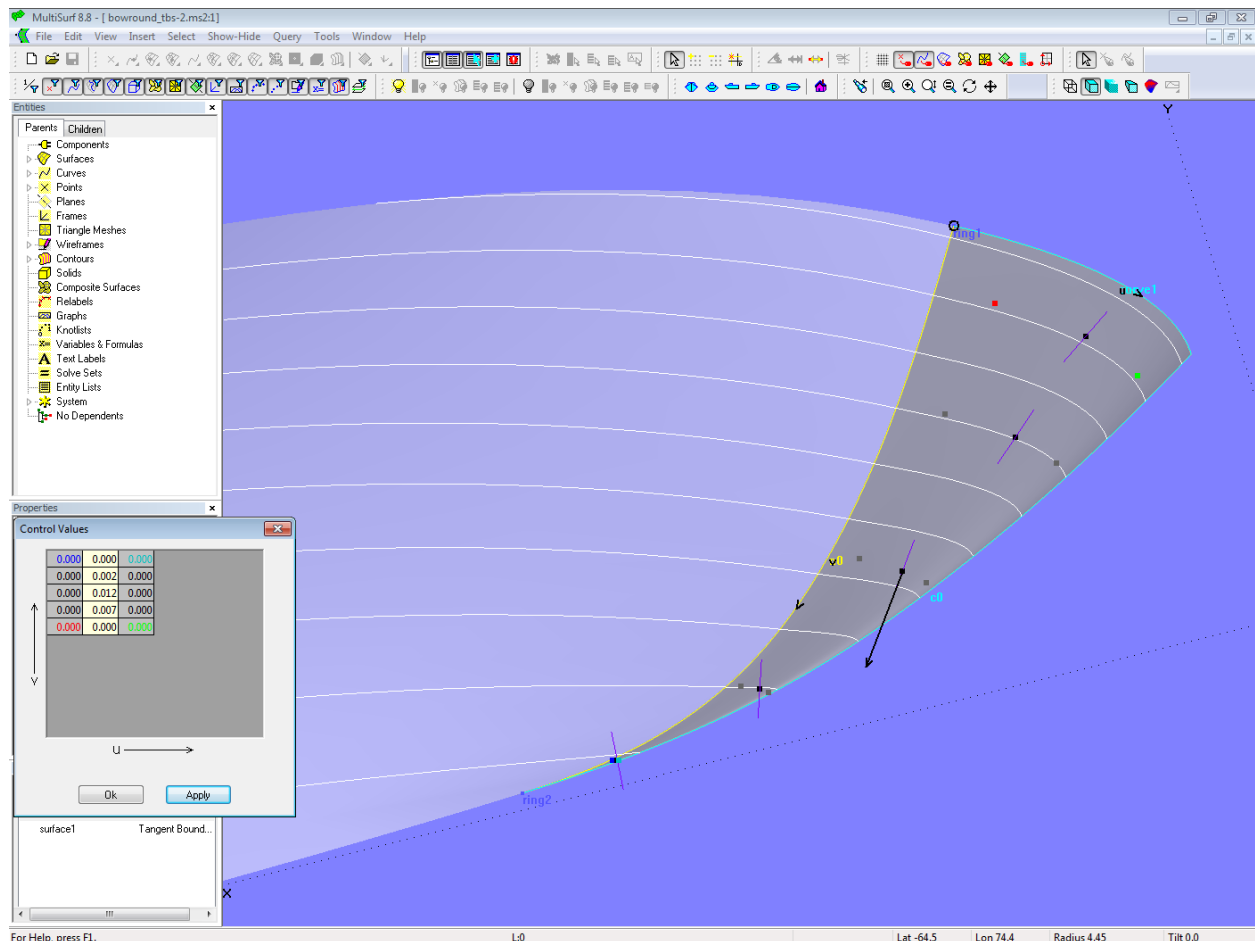 MultiSurf 8.8 - [ bowround_tbs-2.ms2:1]
File Edit View Insert Select Show-Hide Query Tools Window Help
Entities
Parents Children
Components
Surfaces
Curves
Points
Planes
Frames
Triangle Meshes
Wireframes
Contours
Solids
Composite Surfaces
Relabels
Graphs
Knotlists
Variables & Formulas
Text Labels
Solve Sets
Entity Lists
System
No Dependents
Properties
Control Values
0.000 0.000 0.000
0.000 0.002 0.000
0.000 0.012 0.000
0.000 0.007 0.000
0.000 0.000 0.000
V
u
Ok Apply
surface1 Tangent Bound...
Y
ring1
u
c0
ring2
X
For Help, press F1. L:0 Lat -64.5 Lon 74.4 Radius 4.45 Tilt 0.0